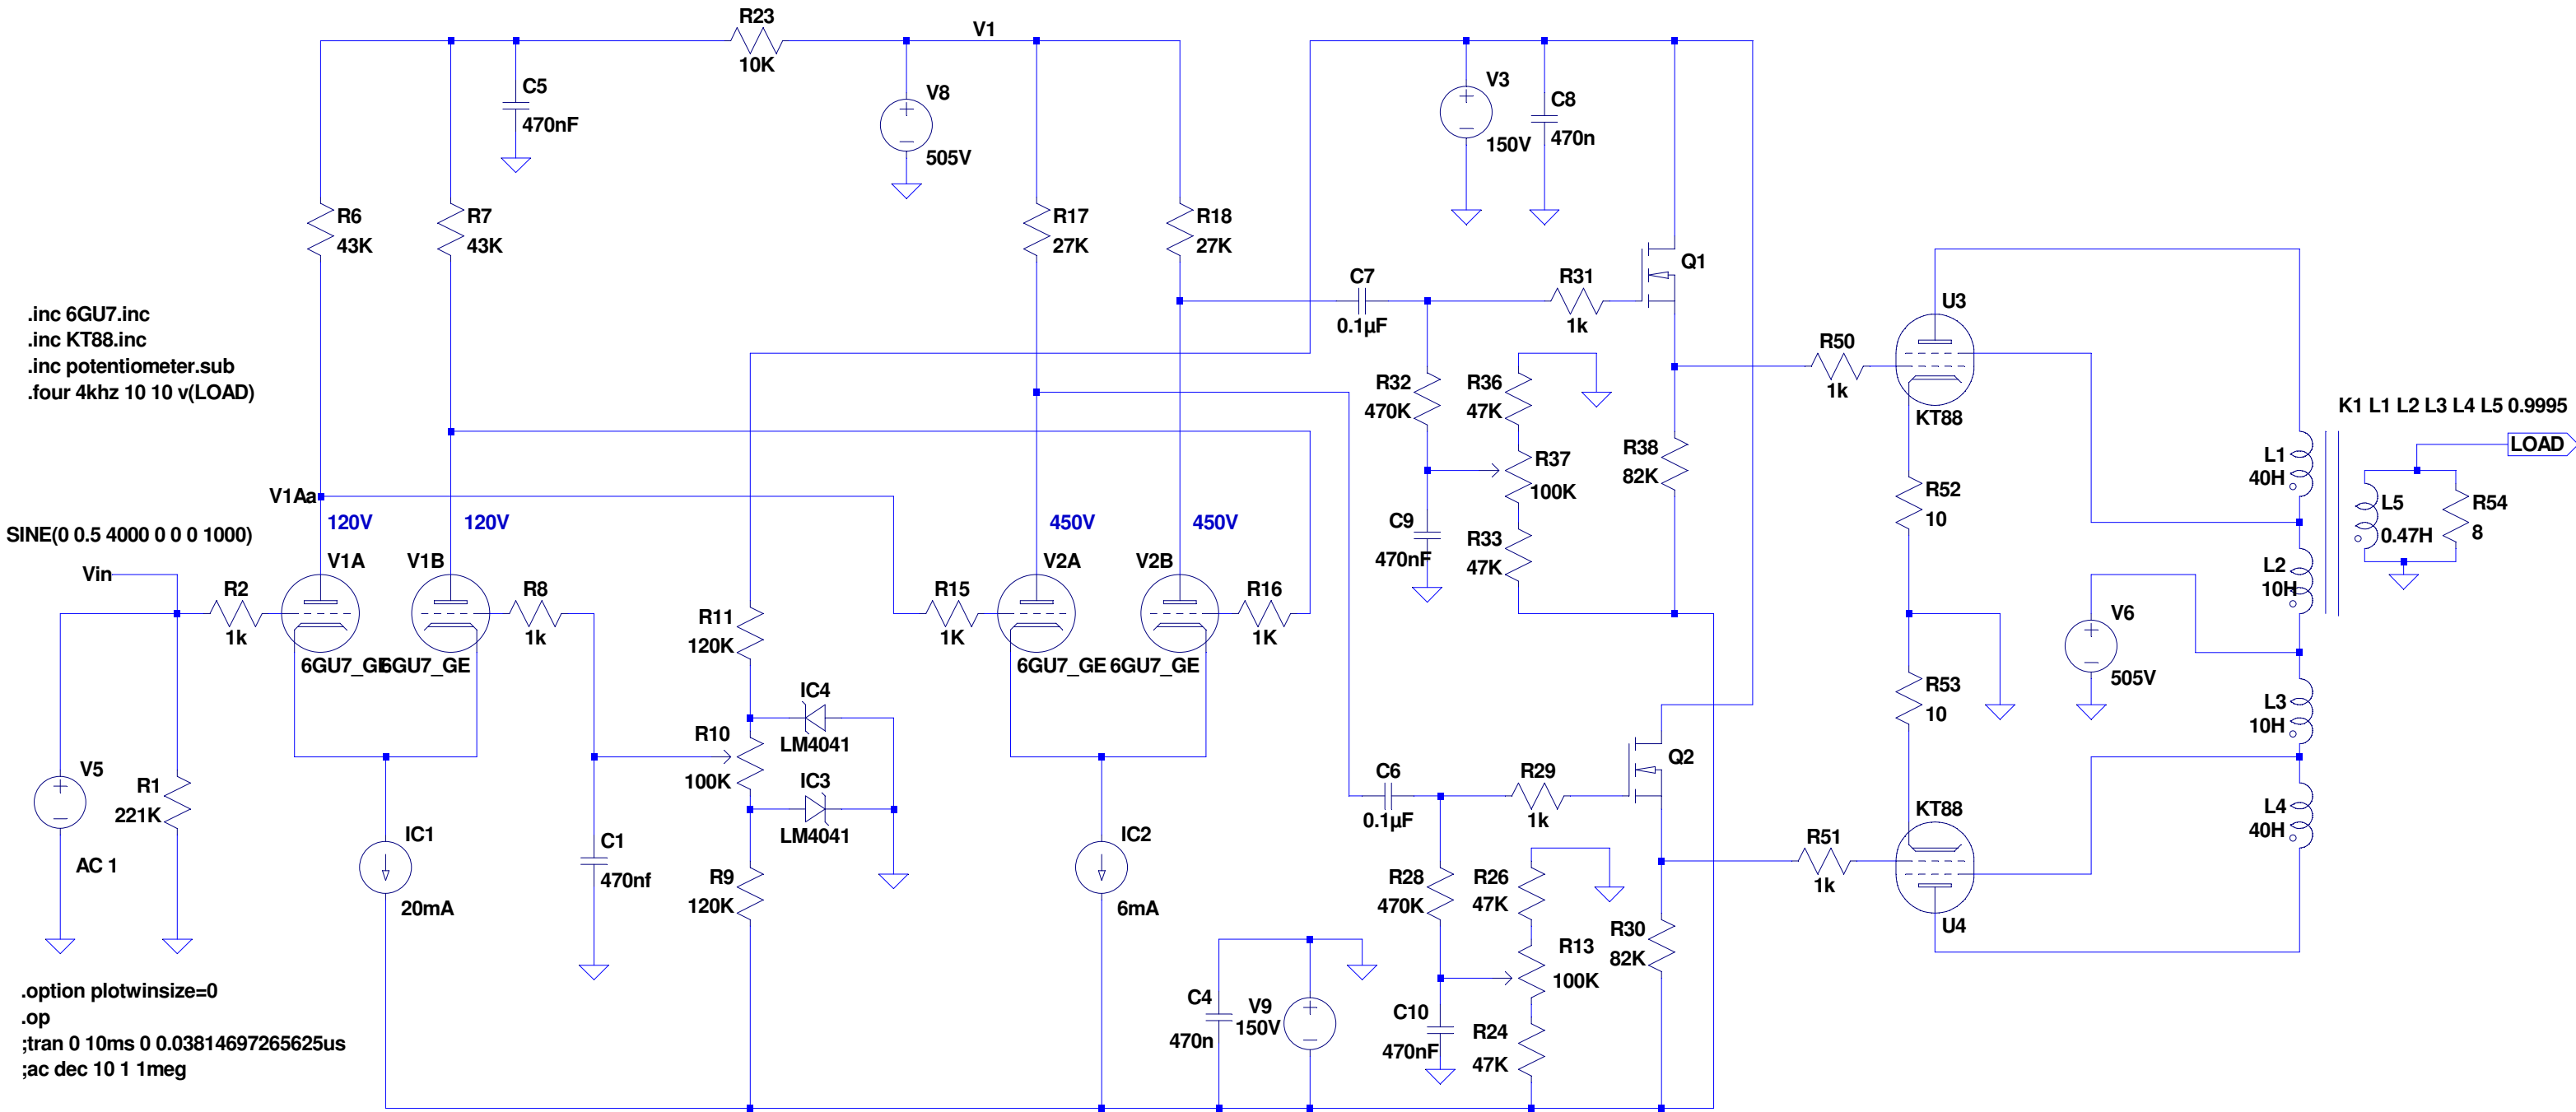 R23
10K
V1
C5
470nF
V8
505V
V3
150V
C8
470n
R6
43K
R7
43K
R17
27K
R18
27K
Q1
C7
0.1µF
R31
1k
U3
KT88
R50
1k
.inc 6GU7.inc
.inc KT88.inc
.inc potentiometer.sub
.four 4khz 10 10 v(LOAD)
R32
470K
R36
47K
R37
100K
R38
82K
C9
470nF
R33
47K
K1 L1 L2 L3 L4 L5 0.9995
LOAD
L1
40H
L5
0.47H
R54
8
R52
10
L2
10H
V1Aa
120V
120V
450V
450V
SINE(0 0.5 4000 0 0 0 1000)
Vin
R2
1k
V1A
6GU7_GE
V1B
6GU7_GE
R8
1k
R11
120K
R15
1K
V2A
6GU7_GE
V2B
6GU7_GE
R16
1K
V6
505V
R53
10
L3
10H
IC4
LM4041
R10
100K
IC3
LM4041
Q2
C6
0.1µF
R29
1k
KT88
U4
R51
1k
L4
40H
V5
AC 1
R1
221K
IC1
20mA
C1
470nf
R9
120K
IC2
6mA
R28
470K
R26
47K
R13
100K
R30
82K
C10
470nF
R24
47K
C4
470n
V9
150V
.option plotwinsize=0
.op
;tran 0 10ms 0 0.03814697265625us
;ac dec 10 1 1meg